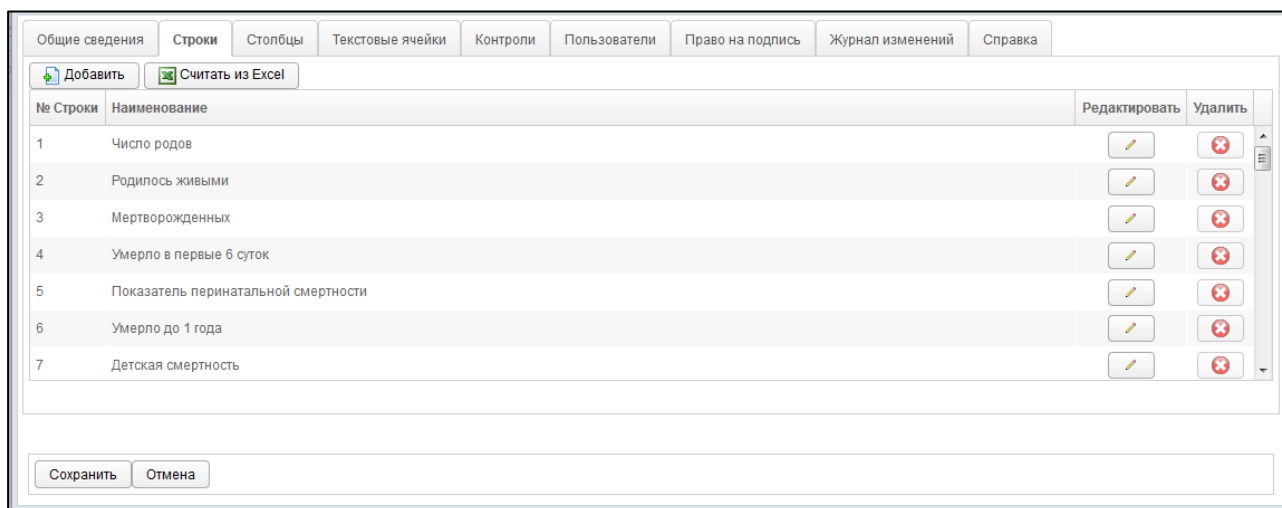 Общие сведения Строки Столбцы Текстовые ячейки Контроли Пользователи Право на подпись Журнал изменений Справка
Добавить Считать из Excel
№ Строки Наименование Редактировать Удалить
1 Число родов
2 Родилось живыми
3 Мертворожденных
4 Умерло в первые 6 суток
5 Показатель перинатальной смертности
6 Умерло до 1 года
7 Детская смертность
Сохранить Отмена